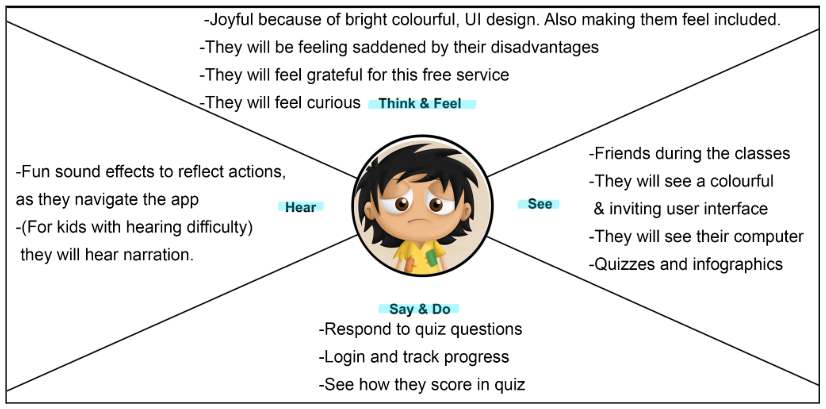 -Joyful because of bright colourful, UI design. Also making them feel included.
-They will be feeling saddened by their disadvantages
-They will feel grateful for this free service
-They will feel curious
Think & Feel
-Fun sound effects to reflect actions,
as they navigate the app
-(For kids with hearing difficulty)
they will hear narration.
Hear
See
-Friends during the classes
-They will see a colourful
& inviting user interface
-They will see their computer
-Quizzes and infographics
Say & Do
-Respond to quiz questions
-Login and track progress
-See how they score in quiz